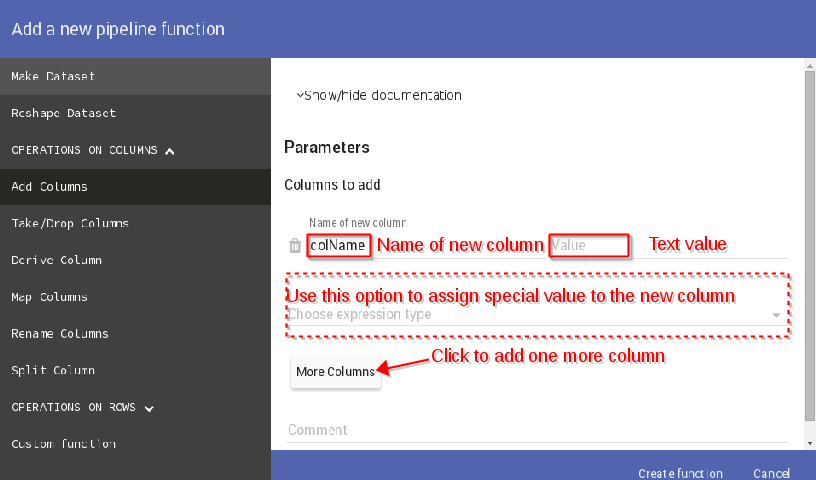 Add a new pipeline function
Make Dataset
Reshape Dataset
OPERATIONS ON COLUMNS
Add Columns
Take/Drop Columns
Derive Column
Map Columns
Rename Columns
Split Column
OPERATIONS ON ROWS
Custom function
Show/hide documentation
Parameters
Columns to add
Name of new column
colName Name of new column Value Text value
Use this option to assign special value to the new column
Choose expression type
Click to add one more column
More Columns
Comment
Create function Cancel